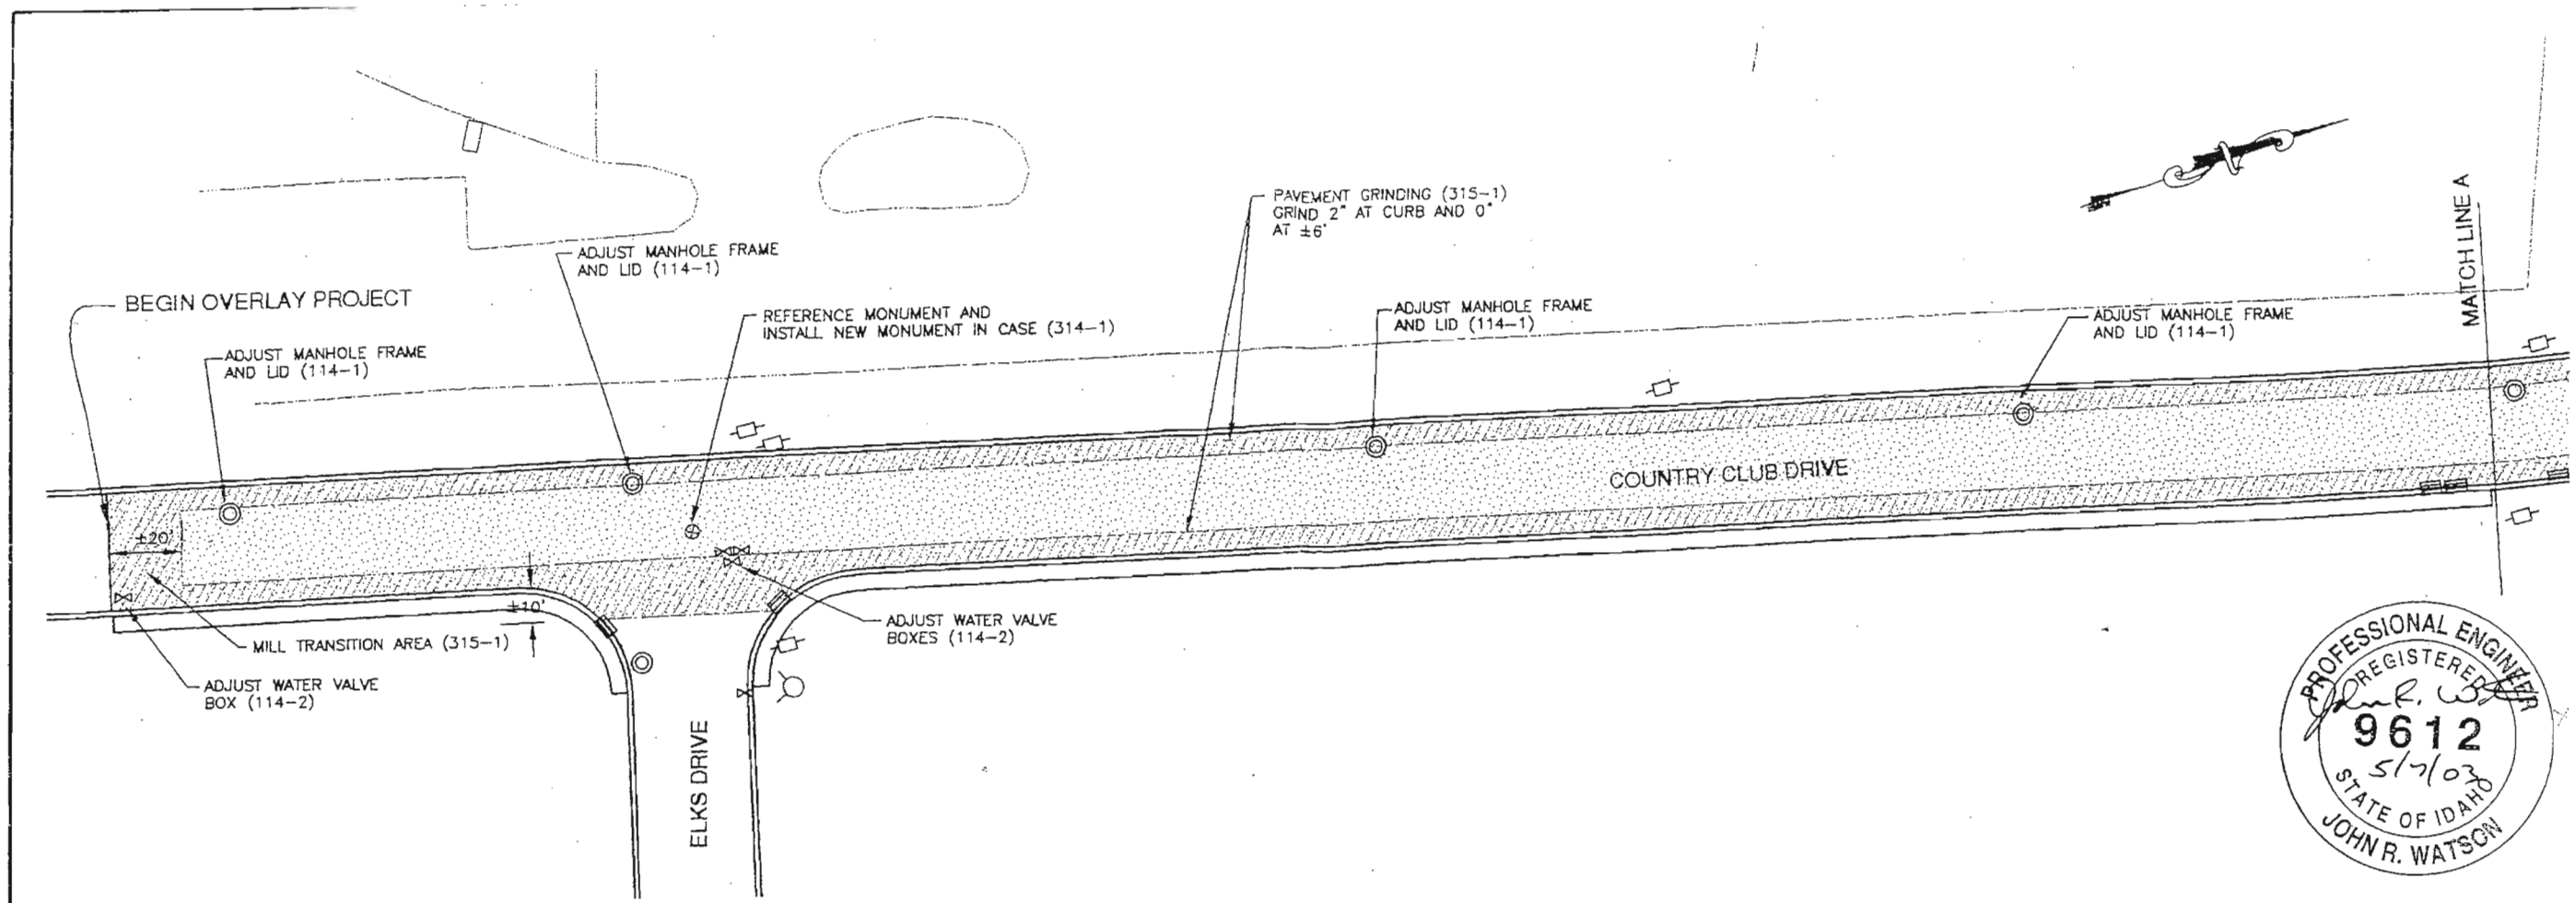 BEGIN OVERLAY PROJECT
ADJUST MANHOLE FRAME
AND LID (114-1)
ADJUST MANHOLE FRAME
AND LID (114-1)
REFERENCE MONUMENT AND
INSTALL NEW MONUMENT IN CASE (314-1)
PAVEMENT GRINDING (315-1)
GRIND 2" AT CURB AND 0"
AT ±6'
ADJUST MANHOLE FRAME
AND LID (114-1)
ADJUST MANHOLE FRAME
AND LID (114-1)
MATCH LINE A
COUNTRY CLUB DRIVE
±20'
±10'
MILL TRANSITION AREA (315-1)
ADJUST WATER VALVE
BOX (114-2)
ADJUST WATER VALVE
BOXES (114-2)
ELKS DRIVE
PROFESSIONAL ENGINEER
REGISTERED
9612
5/7/03
STATE OF IDAHO
JOHN R. WATSON